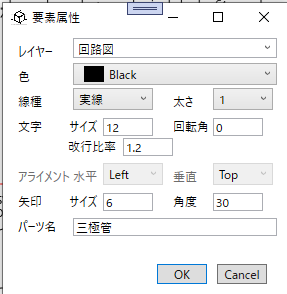 要素属性
レイヤー 回路図
色 Black
線種 実線 太さ 1
文字 サイズ 12 回転角 0
改行比率 1.2
アライメント 水平 Left 垂直 Top
矢印 サイズ 6 角度 30
パーツ名 三極管
OK Cancel